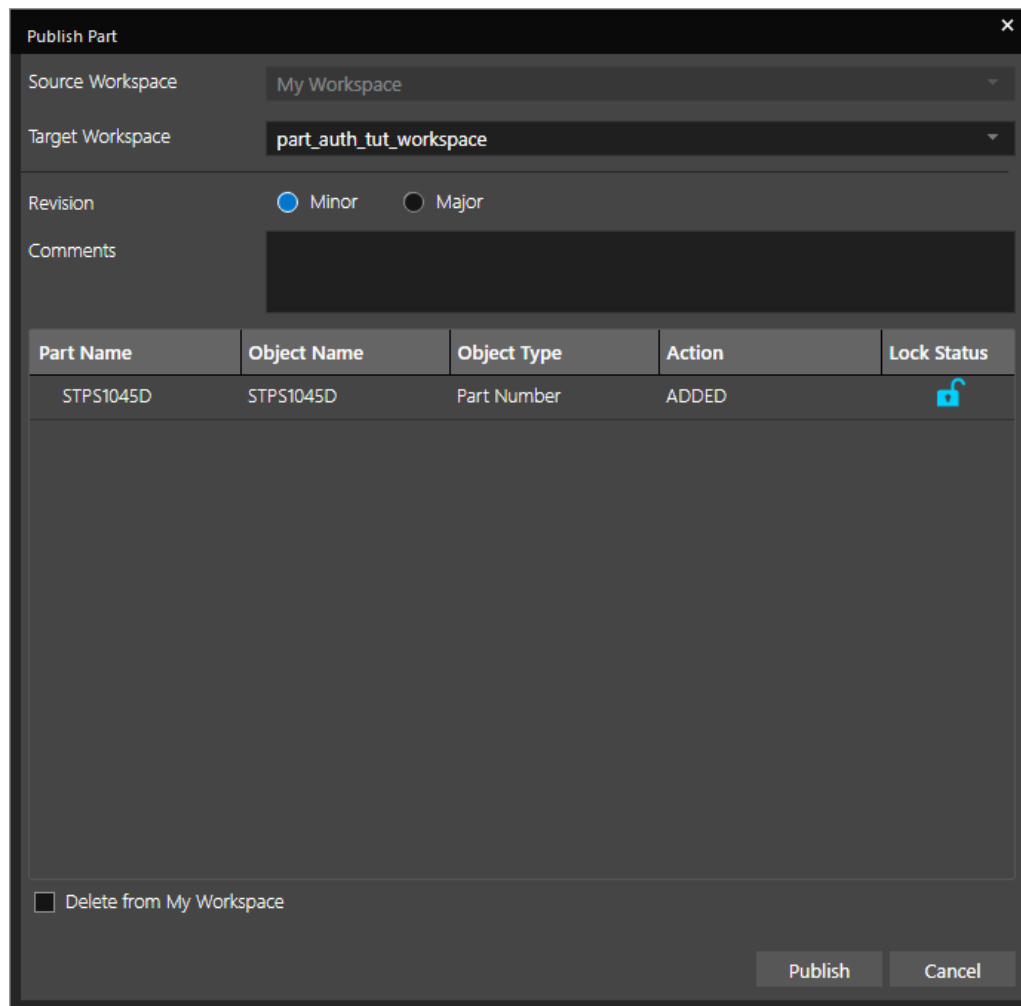 Publish Part
Source Workspace My Workspace
Target Workspace part_auth_tut_workspace
Revision Minor Major
Comments
Part Name Object Name Object Type Action Lock Status
STPS1045D STPS1045D Part Number ADDED
Delete from My Workspace
Publish Cancel